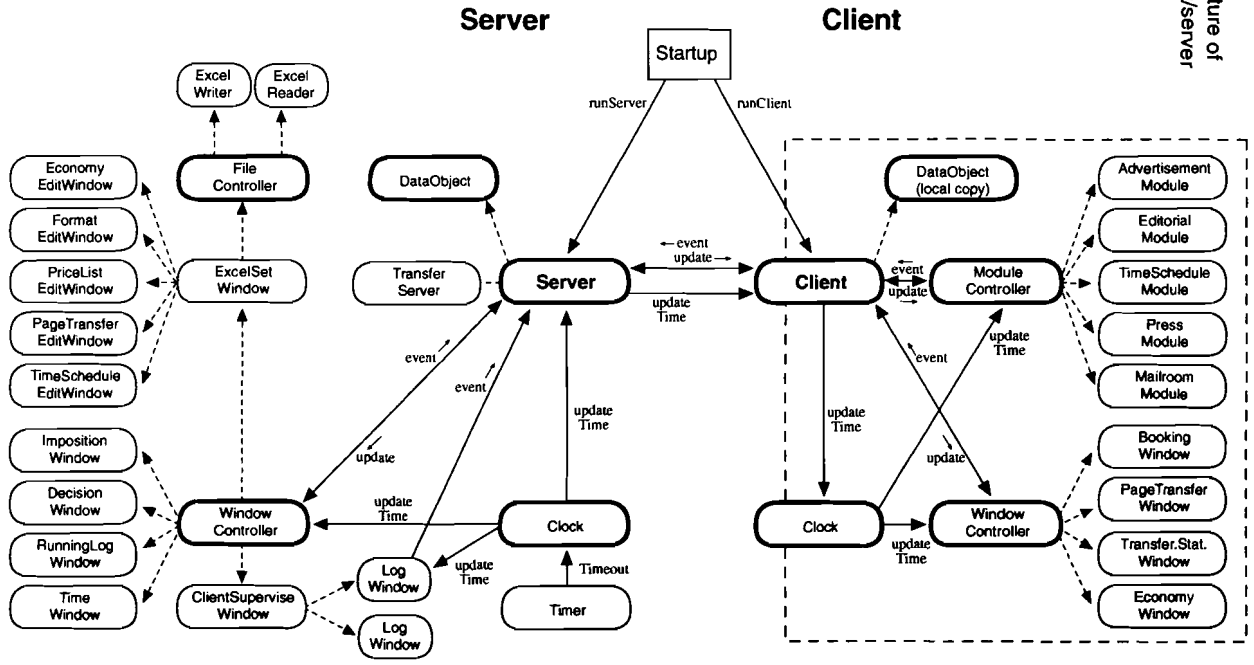 Server
Client
ture of
/server
Startup
runServer
runClient
Excel
Writer
Excel
Reader
File
Controller
Economy
EditWindow
Format
EditWindow
PriceList
EditWindow
PageTransfer
EditWindow
TimeSchedule
EditWindow
ExcelSet
Window
DataObject
Transfer
Server
Server
← event
update →
update
Time
DataObject
(local copy)
Client
←
event
update
→
Module
Controller
Advertisement
Module
Editorial
Module
TimeSchedule
Module
Press
Module
Mailroom
Module
event →
event →
update
Time
←
update
update
Time
←event
→
update
update
Time
Imposition
Window
Decision
Window
RunningLog
Window
Time
Window
Window
Controller
update
Time
Clock
update
Time
Timeout
Timer
ClientSupervise
Window
Log
Window
Log
Window
Clock
update
Time
Window
Controller
Booking
Window
PageTransfer
Window
Transfer.Stat.
Window
Economy
Window